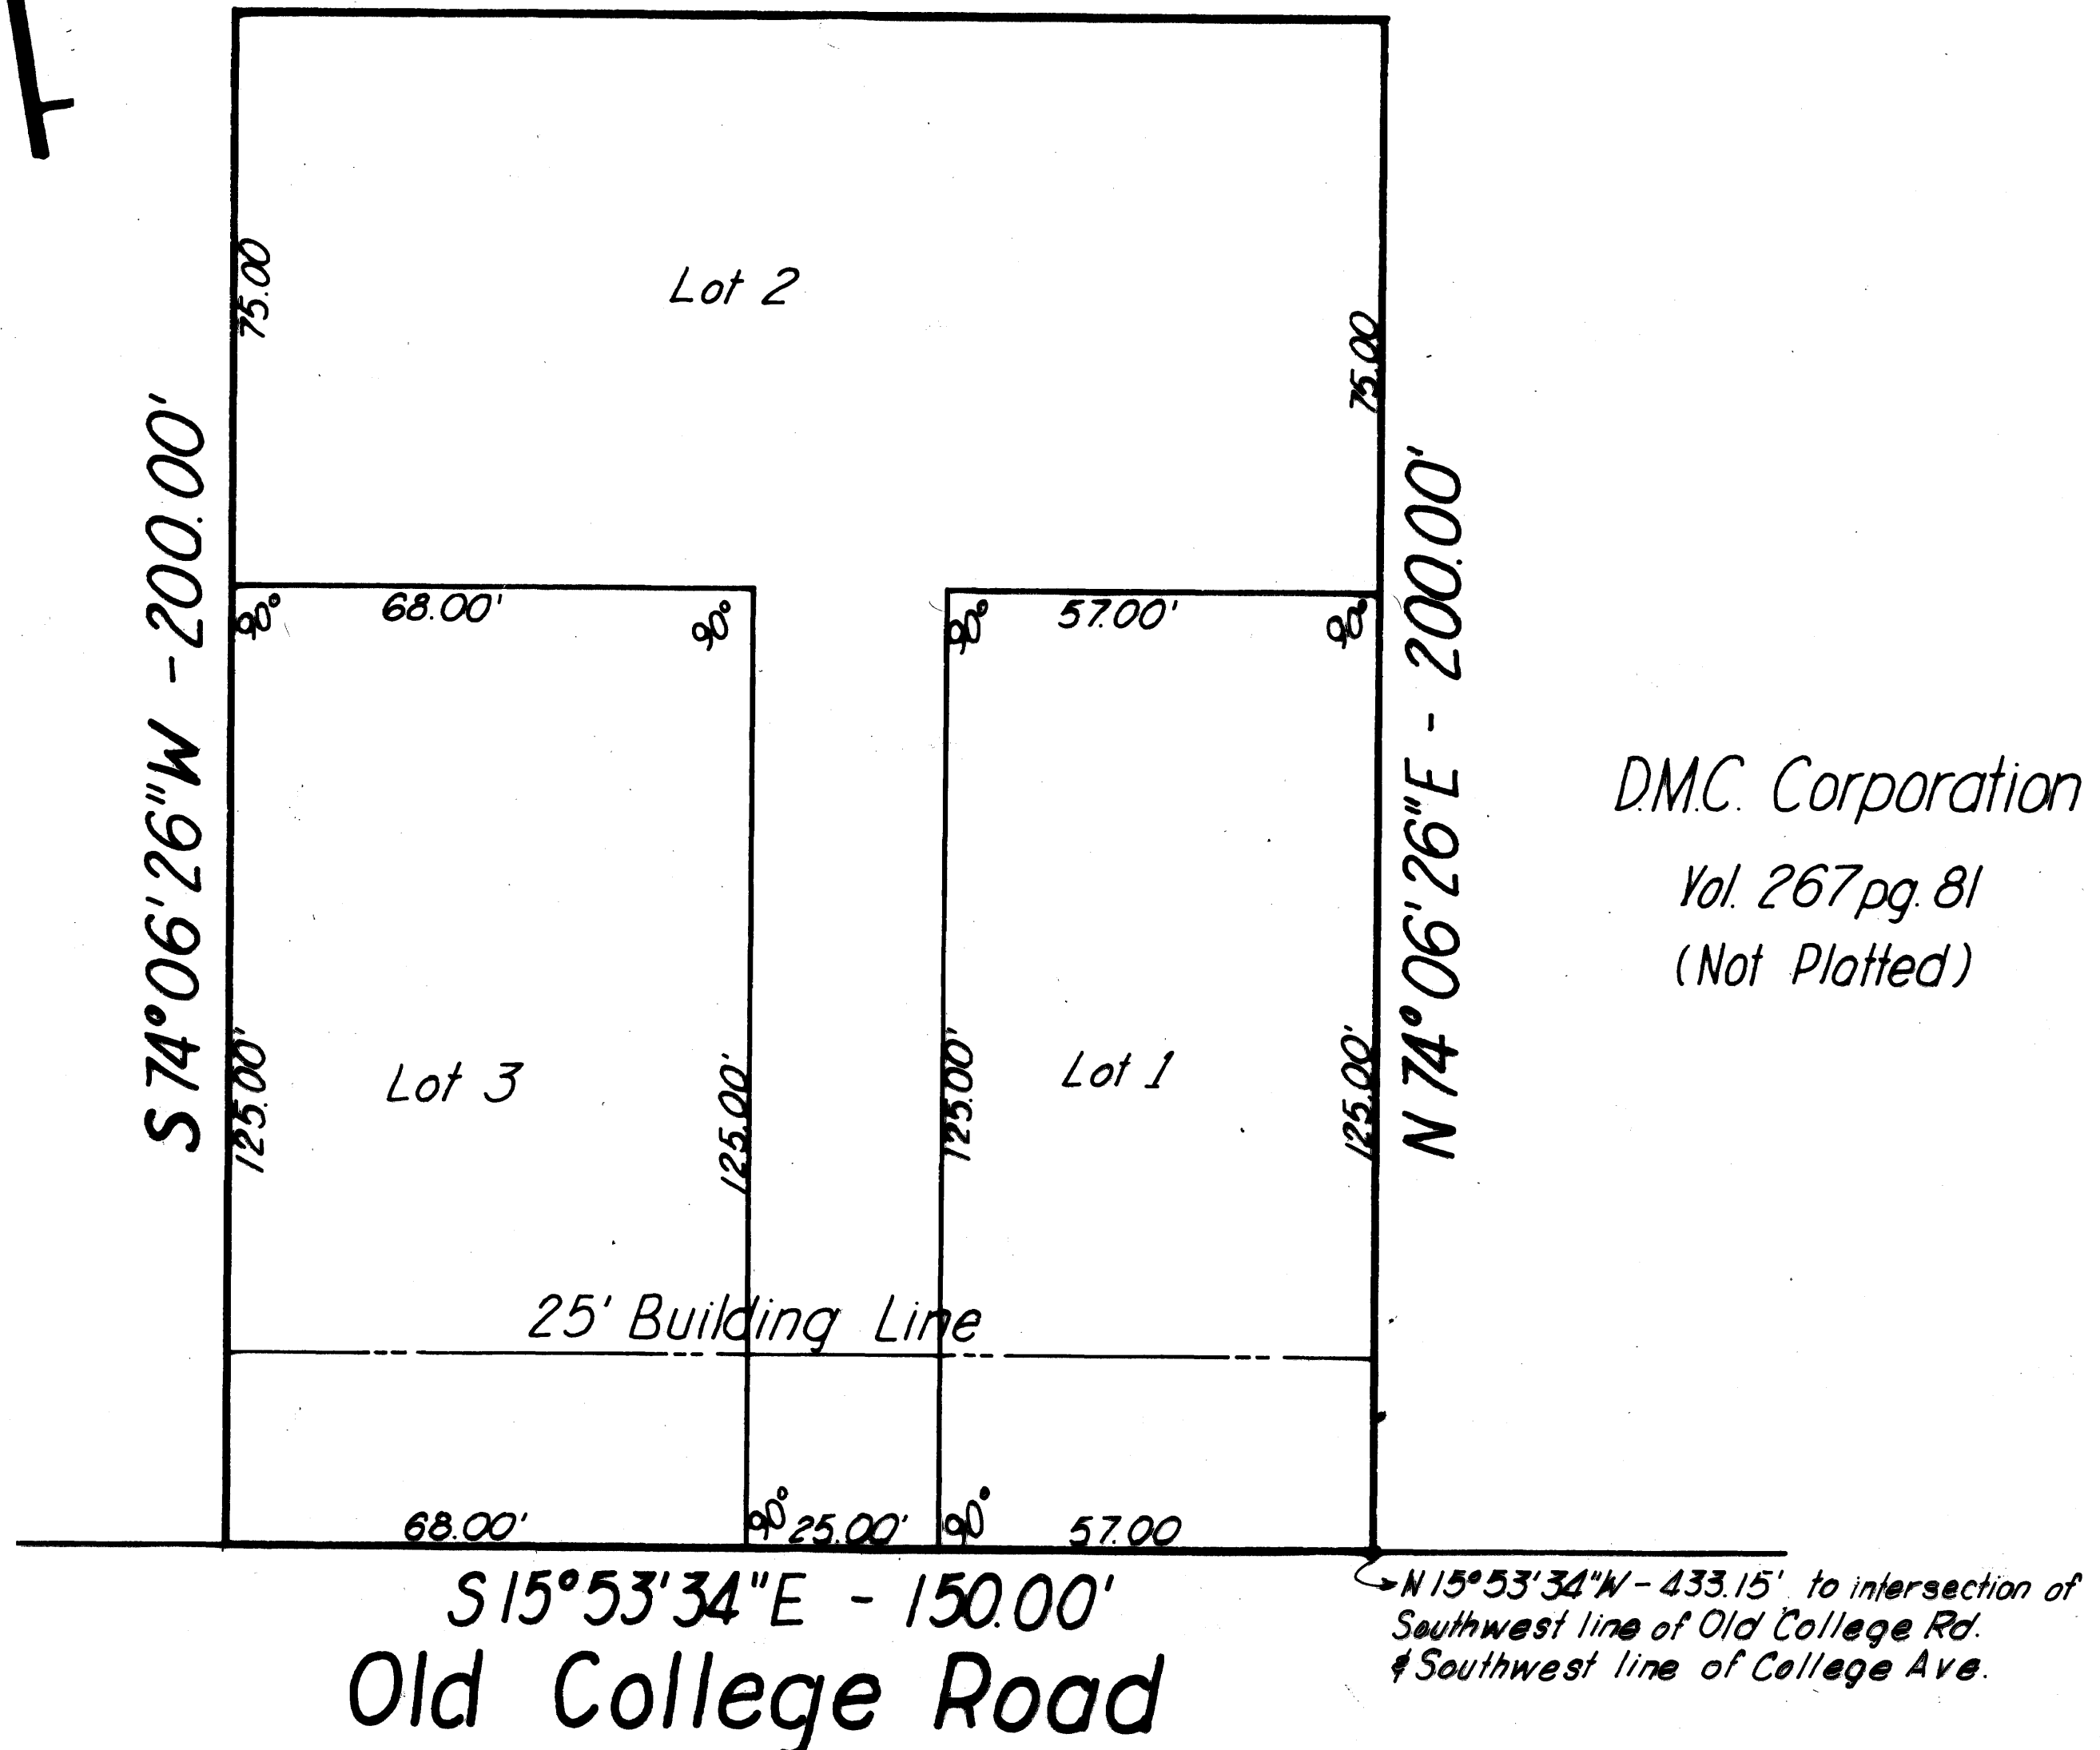 75.00
Lot 2
75.00
S 74° 06' 26" W - 200.00'
N 74° 06' 26" E - 200.00'
90°
68.00'
90°
90°
57.00'
90°
D.M.C. Corporation
Vol. 267 pg. 81
(Not Platted)
125.00'
Lot 3
125.00'
125.00'
Lot 1
125.00'
25' Building Line
68.00'
90°
25.00'
90°
57.00
S 15° 53' 34" E - 150.00'
Old College Road
N 15° 53' 34" W - 433.15' to intersection of
Southwest line of Old College Rd.
& Southwest line of College Ave.